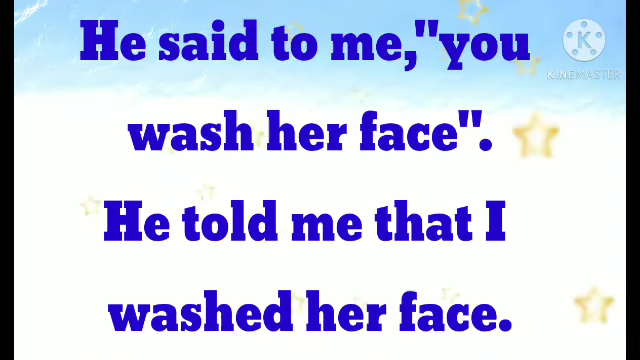 He said to me,"you
wash her face".
He told me that I
washed her face.
K
KINEMASTER